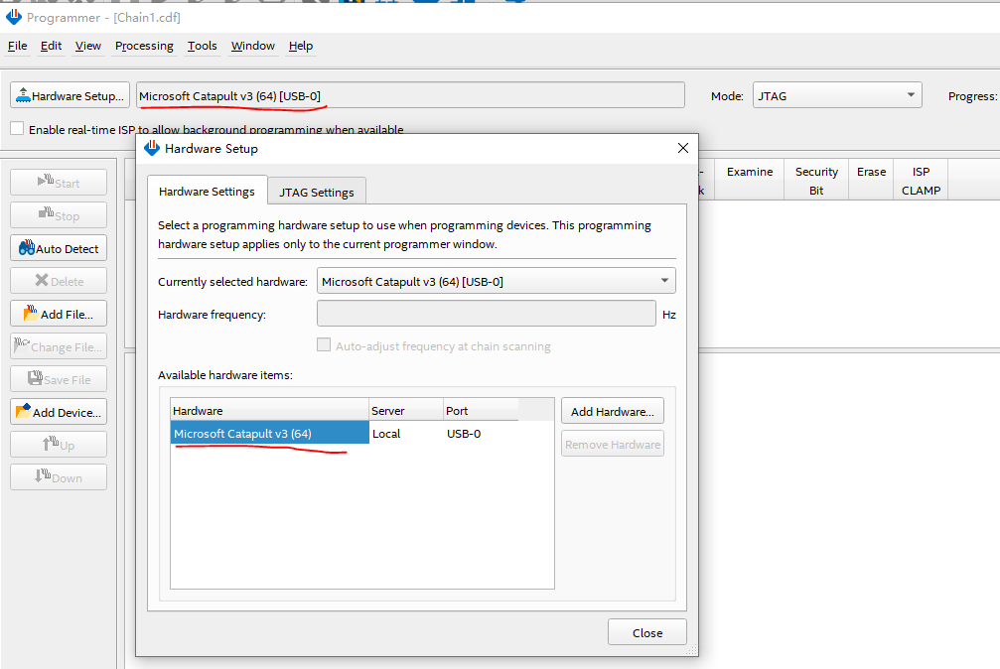 Programmer - [Chain1.cdf]
File Edit View Processing Tools Window Help
Hardware Setup... Microsoft Catapult v3 (64) [USB-0] Mode: JTAG Progress:
Enable real-time ISP to allow background programming when available
Hardware Setup
Start
Stop
Auto Detect
Delete
Add File...
Change File...
Save File
Add Device...
Up
Down
Examine Security Bit Erase ISP CLAMP
Hardware Settings JTAG Settings
Select a programming hardware setup to use when programming devices. This programming
hardware setup applies only to the current programmer window.
Currently selected hardware: Microsoft Catapult v3 (64) [USB-0]
Hardware frequency: Hz
Auto-adjust frequency at chain scanning
Available hardware items:
Hardware Server Port
Microsoft Catapult v3 (64) Local USB-0
Add Hardware...
Remove Hardware
Close